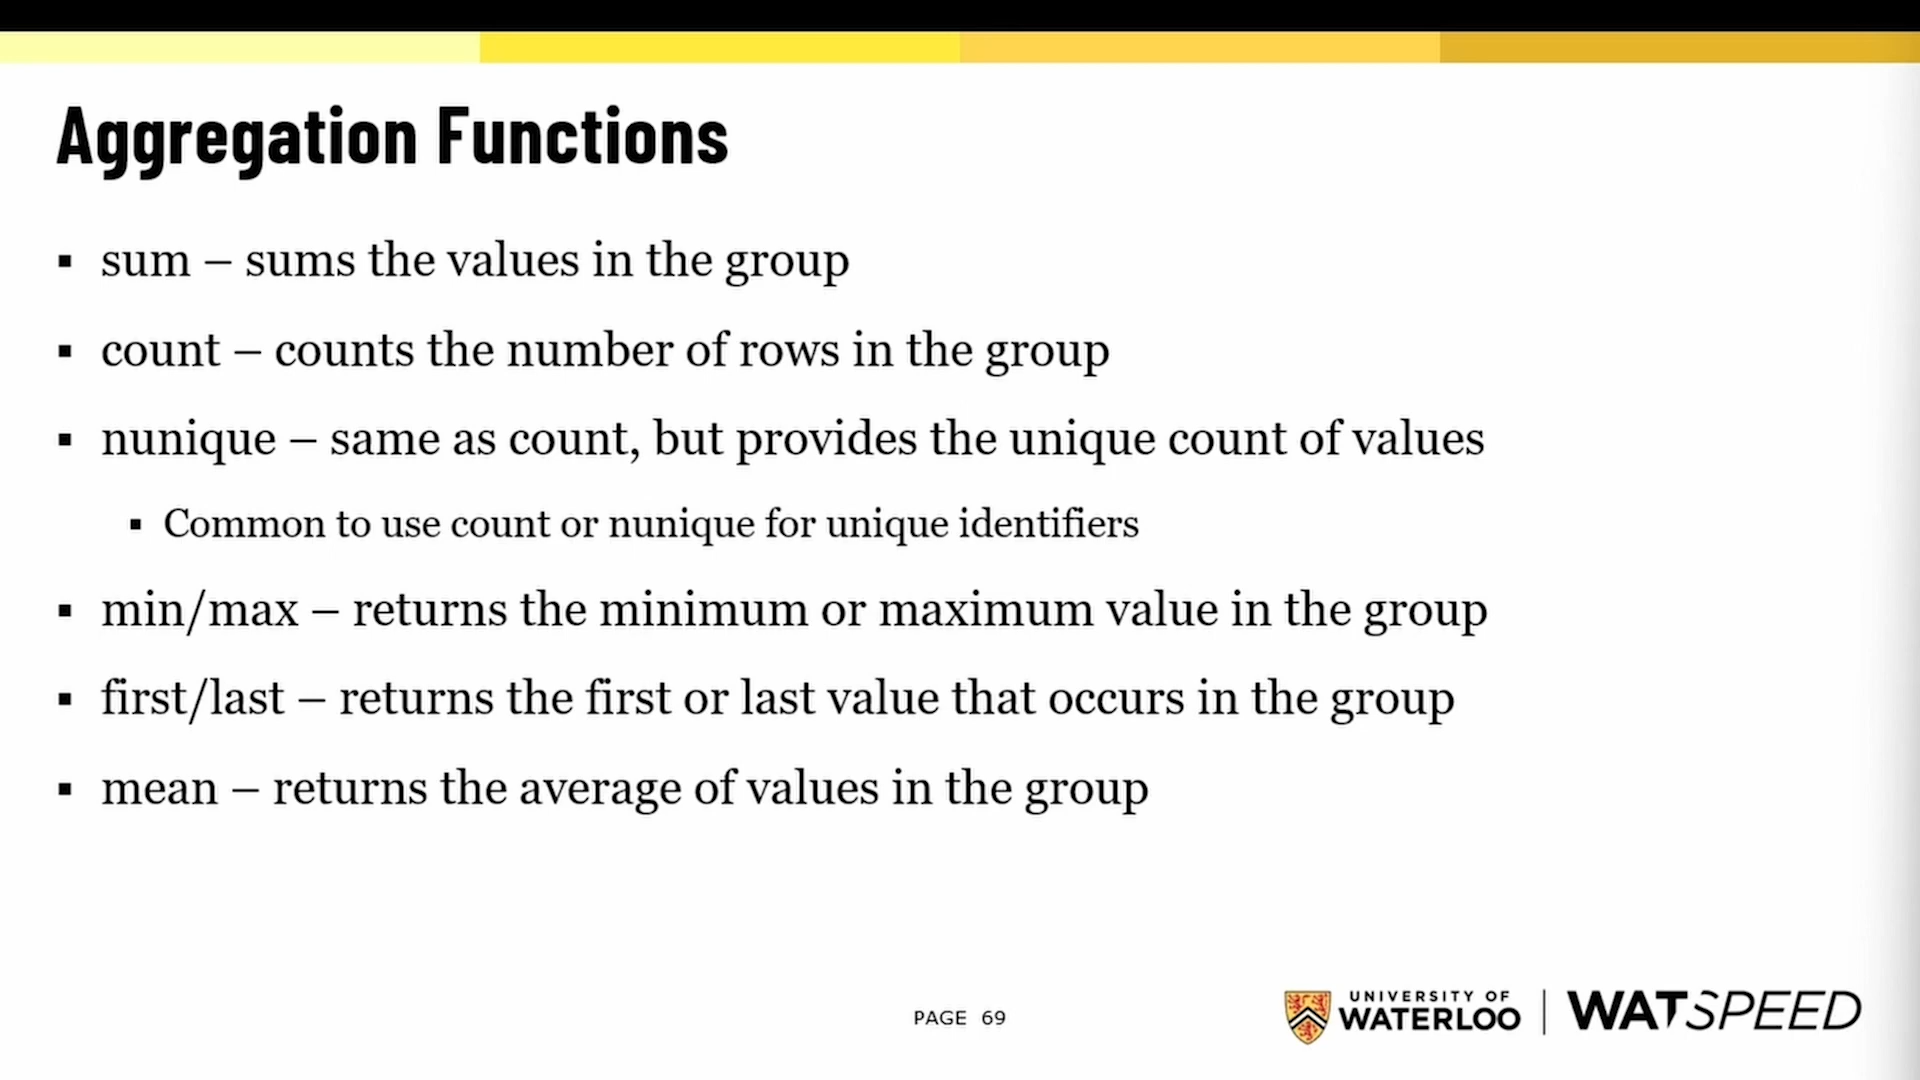 Aggregation Functions
▪ sum – sums the values in the group
▪ count – counts the number of rows in the group
▪ nunique – same as count, but provides the unique count of values
▪ Common to use count or nunique for unique identifiers
▪ min/max – returns the minimum or maximum value in the group
▪ first/last – returns the first or last value that occurs in the group
▪ mean – returns the average of values in the group
PAGE 69
UNIVERSITY OF
WATERLOO
WATSPEED